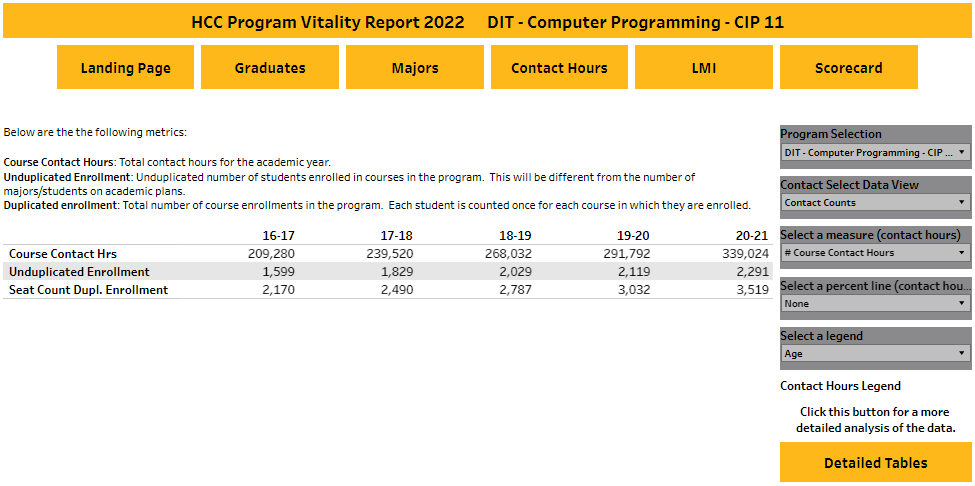 HCC Program Vitality Report 2022 DIT - Computer Programming - CIP 11
Landing Page Graduates Majors Contact Hours LMI Scorecard
Below are the the following metrics:
Course Contact Hours: Total contact hours for the academic year.
Unduplicated Enrollment: Unduplicated number of students enrolled in courses in the program. This will be different from the number of
majors/students on academic plans.
Duplicated enrollment: Total number of course enrollments in the program. Each student is counted once for each course in which they are enrolled.
16-17 17-18 18-19 19-20 20-21
Course Contact Hrs 209,280 239,520 268,032 291,792 339,024
Unduplicated Enrollment 1,599 1,829 2,029 2,119 2,291
Seat Count Dupl. Enrollment 2,170 2,490 2,787 3,032 3,519
Program Selection
DIT - Computer Programming - CIP ...
Contact Select Data View
Contact Counts
Select a measure (contact hours)
# Course Contact Hours
Select a percent line (contact hou...
None
Select a legend
Age
Contact Hours Legend
Click this button for a more
detailed analysis of the data.
Detailed Tables